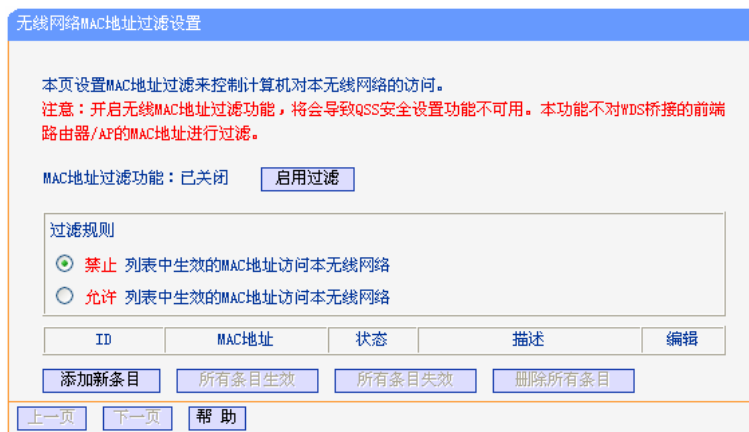 无线网络MAC地址过滤设置
本页设置MAC地址过滤来控制计算机对本无线网络的访问。
注意：开启无线MAC地址过滤功能，将会导致QSS安全设置功能不可用。本功能不对WDS桥接的前端
路由器/AP的MAC地址进行过滤。
MAC地址过滤功能：已关闭 启用过滤
过滤规则
禁止 列表中生效的MAC地址访问本无线网络
允许 列表中生效的MAC地址访问本无线网络
ID MAC地址 状态 描述 编辑
添加新条目 所有条目生效 所有条目失效 删除所有条目
上一页 下一页 帮 助